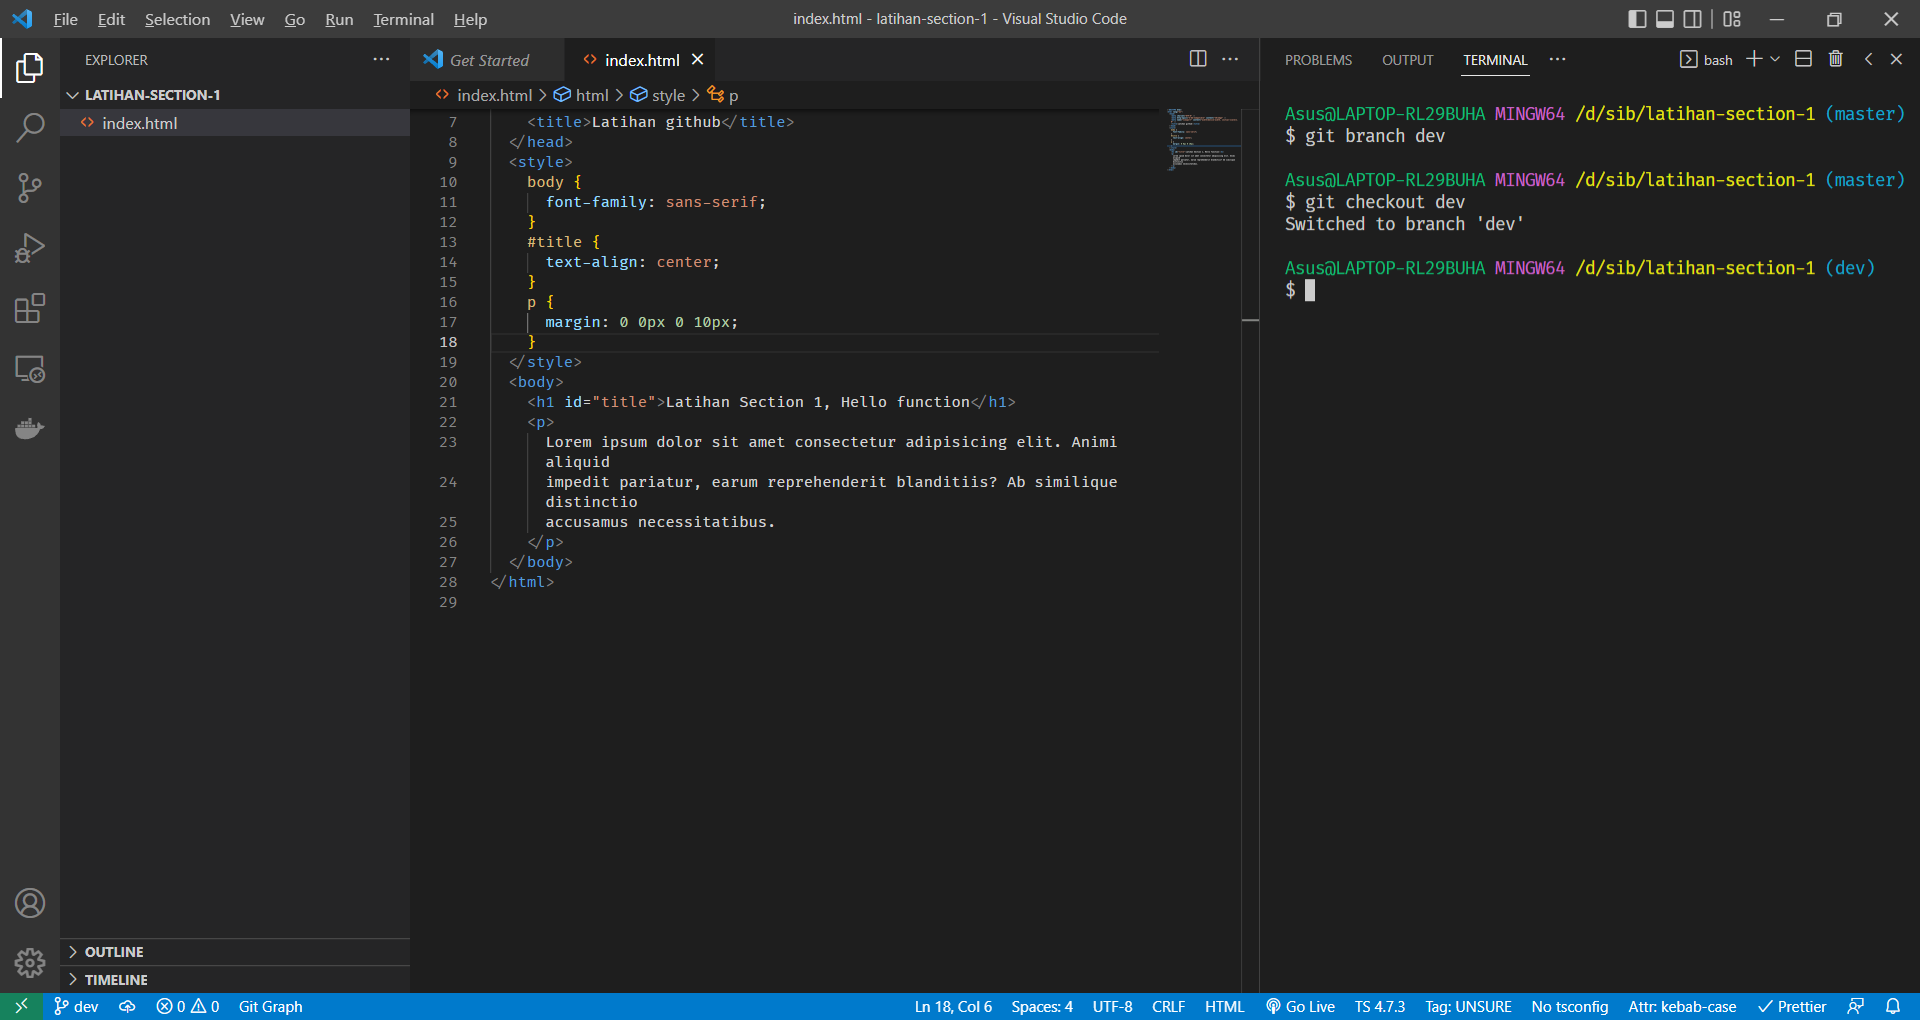 File Edit Selection View Go Run Terminal Help
index.html - latihan-section-1 - Visual Studio Code
EXPLORER
LATIHAN-SECTION-1
index.html
OUTLINE
TIMELINE
Get Started
index.html
index.html > html > style > p
7 <title>Latihan github</title>
8 </head>
9 <style>
10 body {
11 font-family: sans-serif;
12 }
13 #title {
14 text-align: center;
15 }
16 p {
17 margin: 0 0px 0 10px;
18 }
19 </style>
20 <body>
21 <h1 id="title">Latihan Section 1, Hello function</h1>
22 <p>
23 Lorem ipsum dolor sit amet consectetur adipisicing elit. Animi
aliquid
24 impedit pariatur, earum reprehenderit blanditiis? Ab similique
distinctio
25 accusamus necessitatibus.
26 </p>
27 </body>
28 </html>
29
PROBLEMS OUTPUT TERMINAL
bash
Asus@LAPTOP-RL29BUHA MINGW64 /d/sib/latihan-section-1 (master)
$ git branch dev
Asus@LAPTOP-RL29BUHA MINGW64 /d/sib/latihan-section-1 (master)
$ git checkout dev
Switched to branch 'dev'
Asus@LAPTOP-RL29BUHA MINGW64 /d/sib/latihan-section-1 (dev)
$
dev 0 0 Git Graph
Ln 18, Col 6 Spaces: 4 UTF-8 CRLF HTML Go Live TS 4.7.3 Tag: UNSURE No tsconfig Attr: kebab-case Prettier